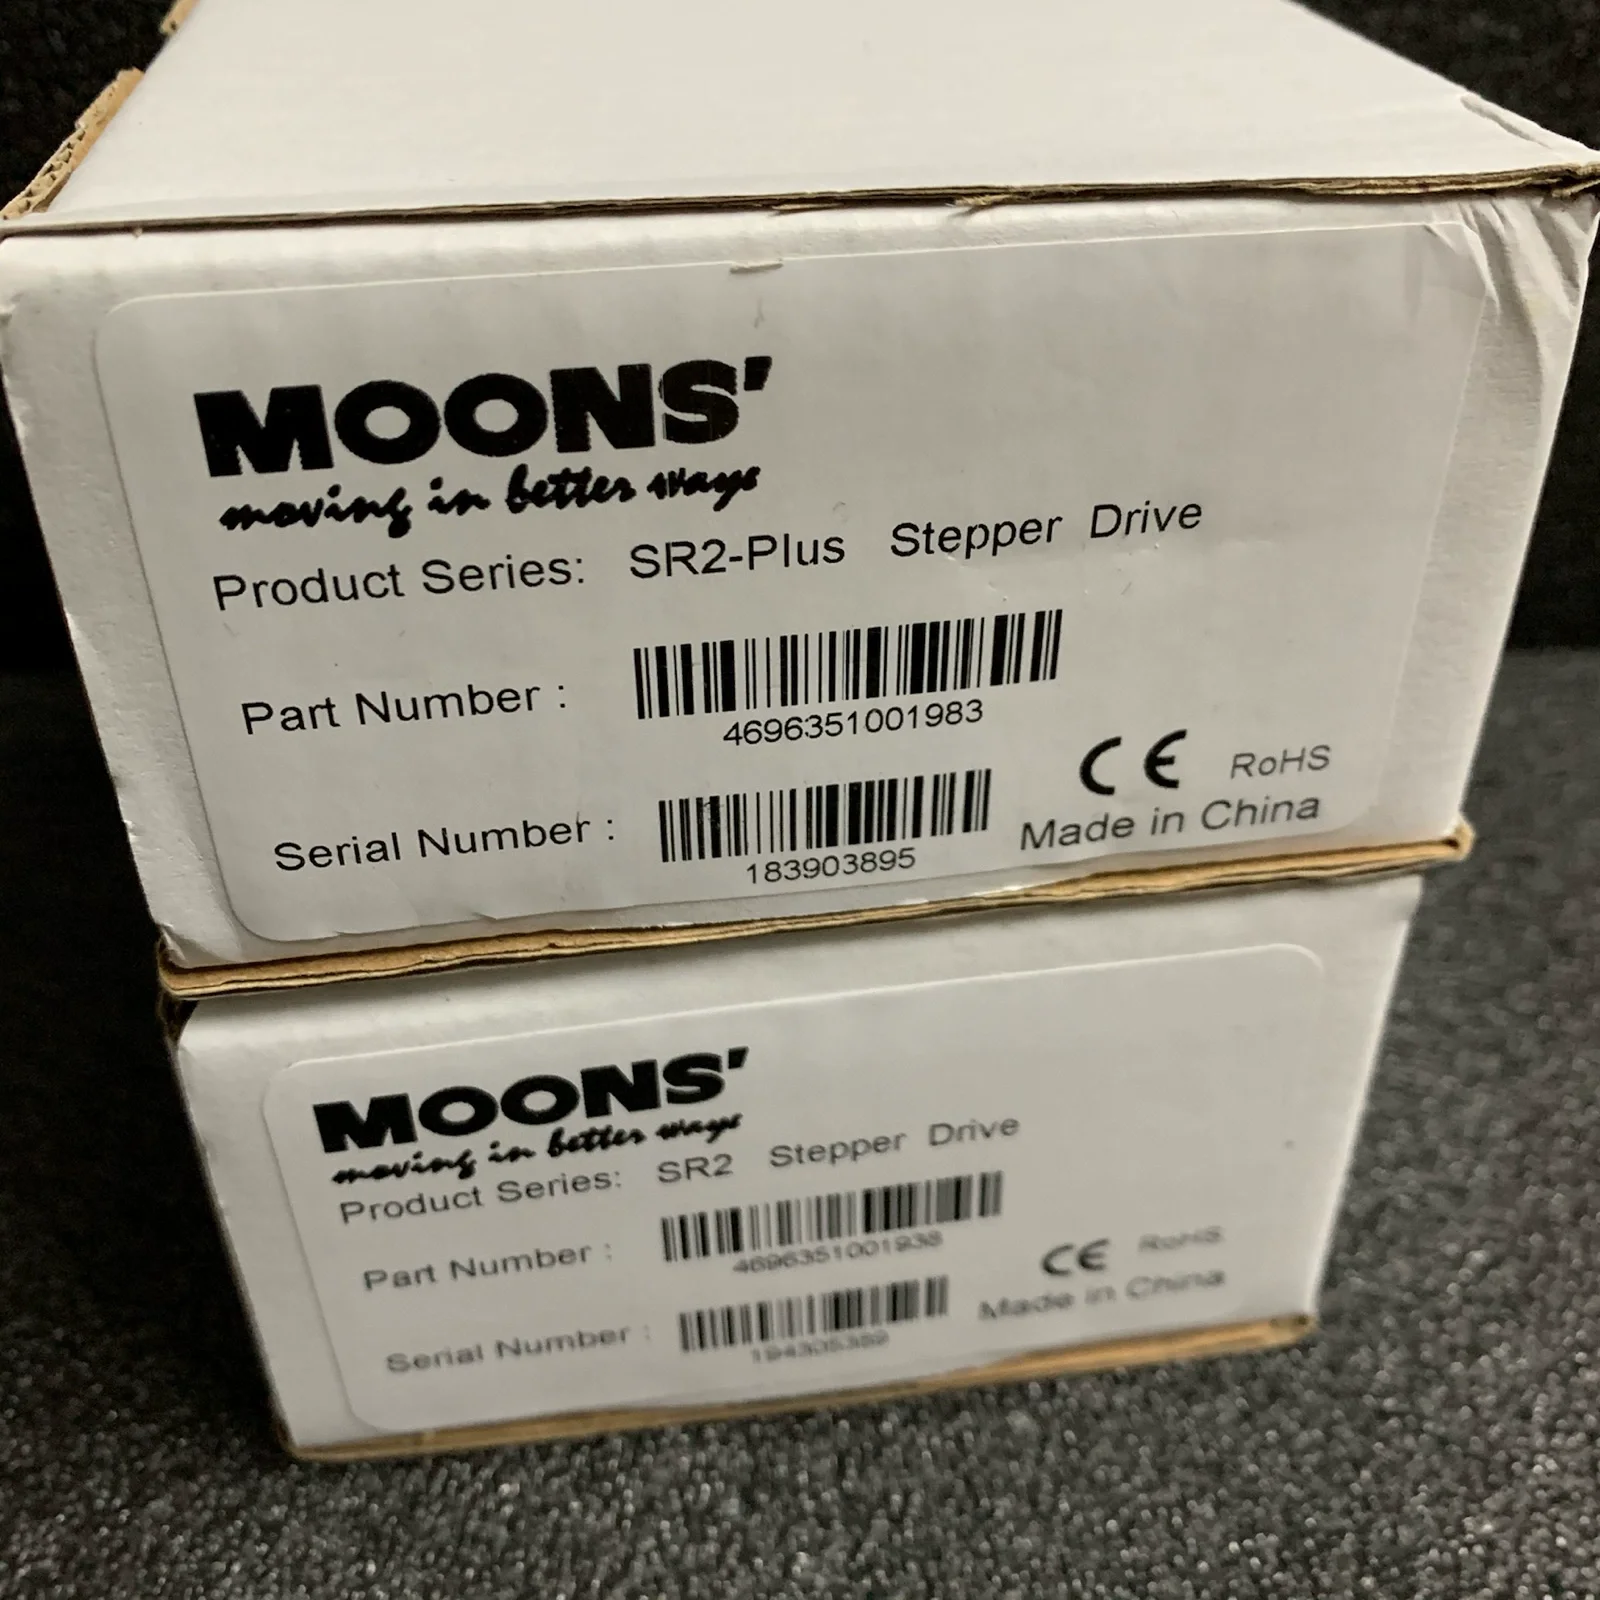 MOONS'
moving in better ways
Product Series: SR2-Plus Stepper Drive
Part Number :
4696351001983
Serial Number :
183903895
CE RoHS
Made in China
MOONS'
moving in better ways
Product Series: SR2 Stepper Drive
Part Number :
4696351001938
Serial Number :
CE RoHS
Made in China